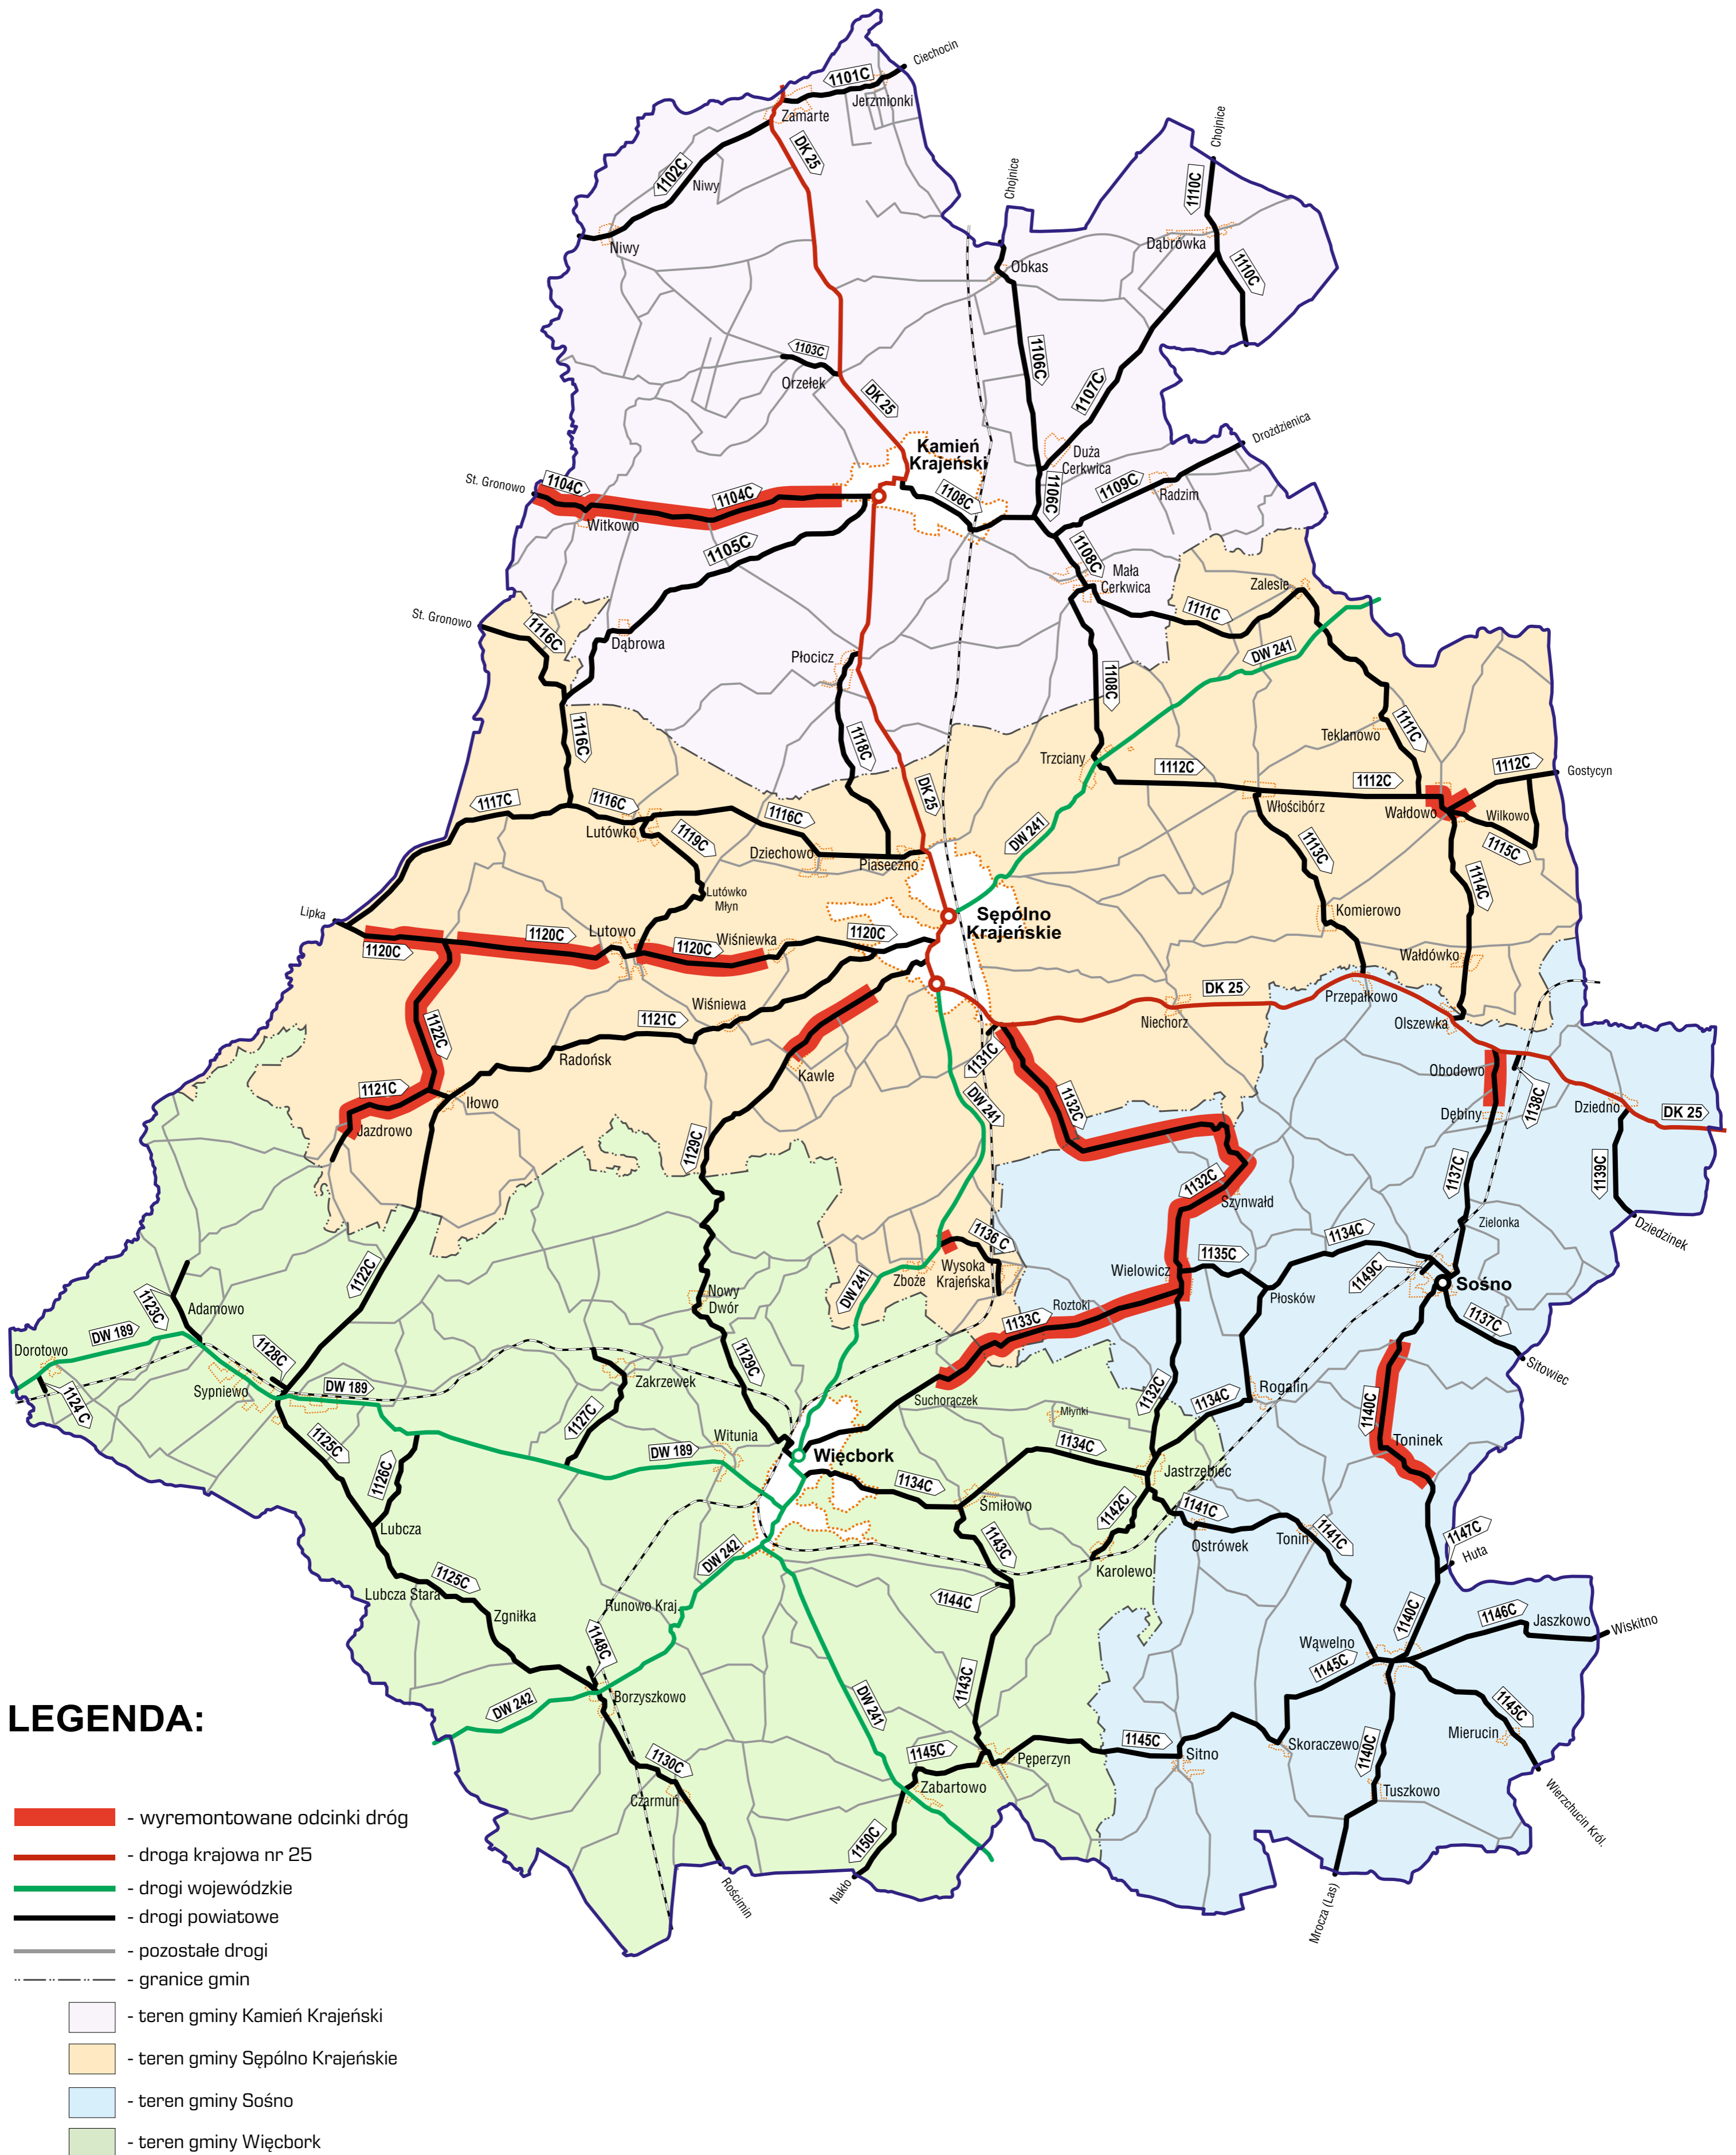 Ciechocin
1101C
Jerzmionki
Zamarte
DK 25
1102C
Niwy
Niwy
Chojnice
Chojnice
1110C
Dąbrówka
1110C
Obkas
1103C
Orzełek
1106C
1107C
DK 25
Kamień
Krajeński
Duża
Cerkwica
Drożdzienica
St. Gronowo
1104C
1104C
Witkowo
1108C
1106C
1109C
Radzim
1105C
1108C
Mała
Cerkwica
Zalesie
St. Gronowo
1116C
Dąbrowa
1111C
Płocicz
DW 241
1108C
1116C
1118C
Teklanowo
1111C
Trzciany
1112C
1112C
1112C
Gostycyn
DK 25
1117C
1116C
Lutówko
1116C
1119C
Włościbórz
Wałdowo
Wilkowo
DW 241
1113C
1115C
Dziechowo
Piaseczno
1114C
Lutówko
Młyn
Komierowo
Lipka
Sępólno
Krajeńskie
1120C
1120C
Lutowo
1120C
Wiśniewka
1120C
Wałdówko
DK 25
Przepałkowo
Wiśniewa
1121C
Niechorz
Olszewka
1122C
Radońsk
1131C
Kawle
Obodowo
1138C
1121C
Iłowo
DW 241
1132C
Dębiny
Dziedno
DK 25
Jazdrowo
1129C
1137C
1139C
1132C
Szynwałd
Zielonka
Dziedzinek
1136 C
1134C
1122C
Zboże
Wysoka
Krajeńska
Wielowicz
1135C
1149C
Sośno
1123C
Adamowo
Nowy
Dwór
DW 241
Roztoki
Płosków
1133C
1137C
DW 189
Dorotowo
1128C
1129C
Sitowiec
1124 C
Sypniewo
DW 189
Zakrzewek
Suchorączek
1132C
1134C
Rogalin
1140C
Młynki
1125C
1127C
Witunia
DW 189
Więcbork
1134C
Toninek
1126C
1134C
Jastrzębiec
Śmiłowo
1142C
1141C
Lubcza
1143C
Ostrówek
Tonin
1141C
1147C
Huta
DW 242
Karolewo
1125C
Lubcza Stara
Zgniłka
Runowo Kraj.
1144C
1140C
1146C
Jaszkowo
Wiskitno
1148C
Wąwelno
1145C
1143C
Borzyszkowo
DW 242
DW 241
1145C
Mierucin
1130C
1145C
Pęperzyn
1145C
Sitno
Skoraczewo
1140C
Czarmuń
Zabartowo
Tuszkowo
Wierzchucin Król.
1150C
Nakło
Rościmin
Mrocza (Las)
LEGENDA:
- wyremontowane odcinki dróg
- droga krajowa nr 25
- drogi wojewódzkie
- drogi powiatowe
- pozostałe drogi
- granice gmin
- teren gminy Kamień Krajeński
- teren gminy Sępólno Krajeńskie
- teren gminy Sośno
- teren gminy Więcbork